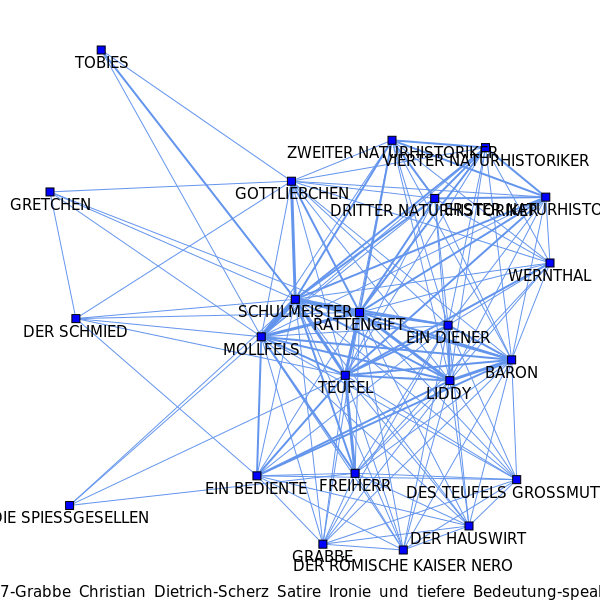 TOBIES
ZWEITER NATURHISTORIKER
VIERTER NATURHISTORIKER
GOTTLIEBCHEN
GRETCHEN
DRITTER NATURHISTORIKER
ERSTER NATURHISTO
WERNTHAL
SCHULMEISTER
RATTENGIFT
DER SCHMIED
EIN DIENER
MOLLFELS
BARON
TEUFEL
LIDDY
EIN BEDIENTE
FREIHERR
DES TEUFELS GROSSMUT
DIE SPIESSGESELLEN
DER HAUSWIRT
GRABBE
DER RÖMISCHE KAISER NERO
7-Grabbe Christian Dietrich-Scherz Satire Ironie und tiefere Bedeutung-speak